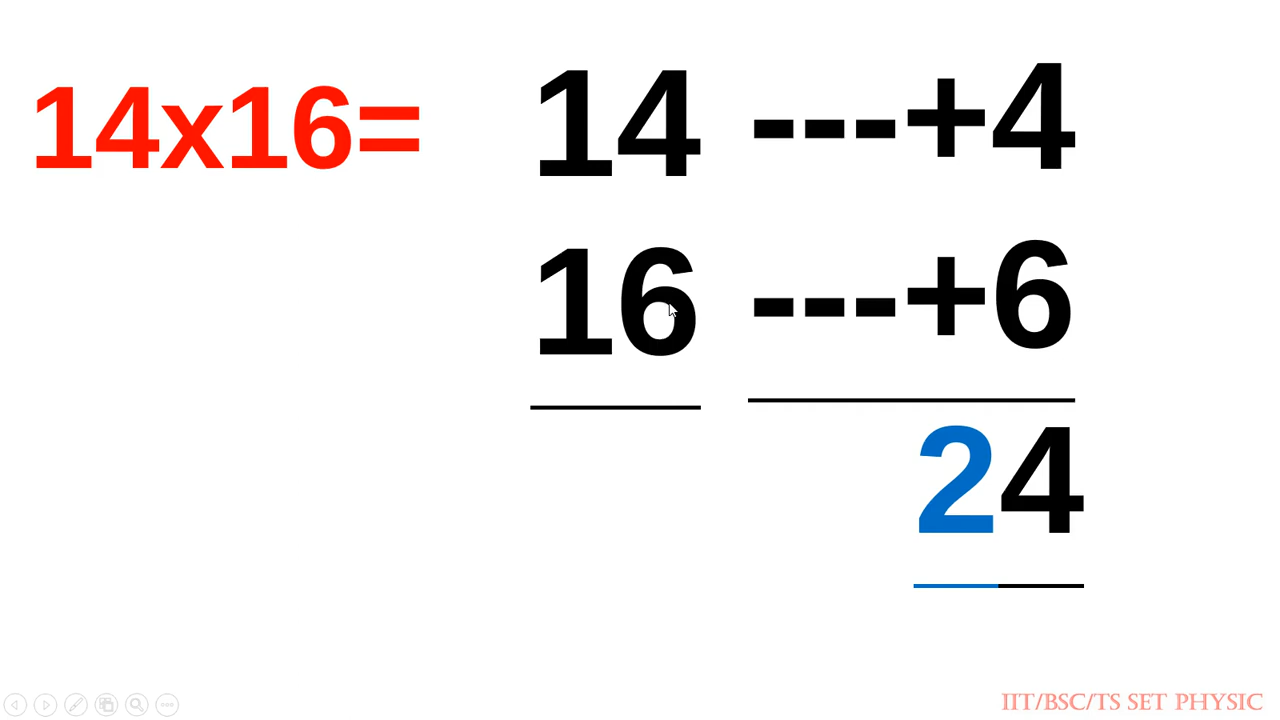 14x16=
14 ---+4
16 ---+6
24
IIT/BSC/TS SET PHYSIC